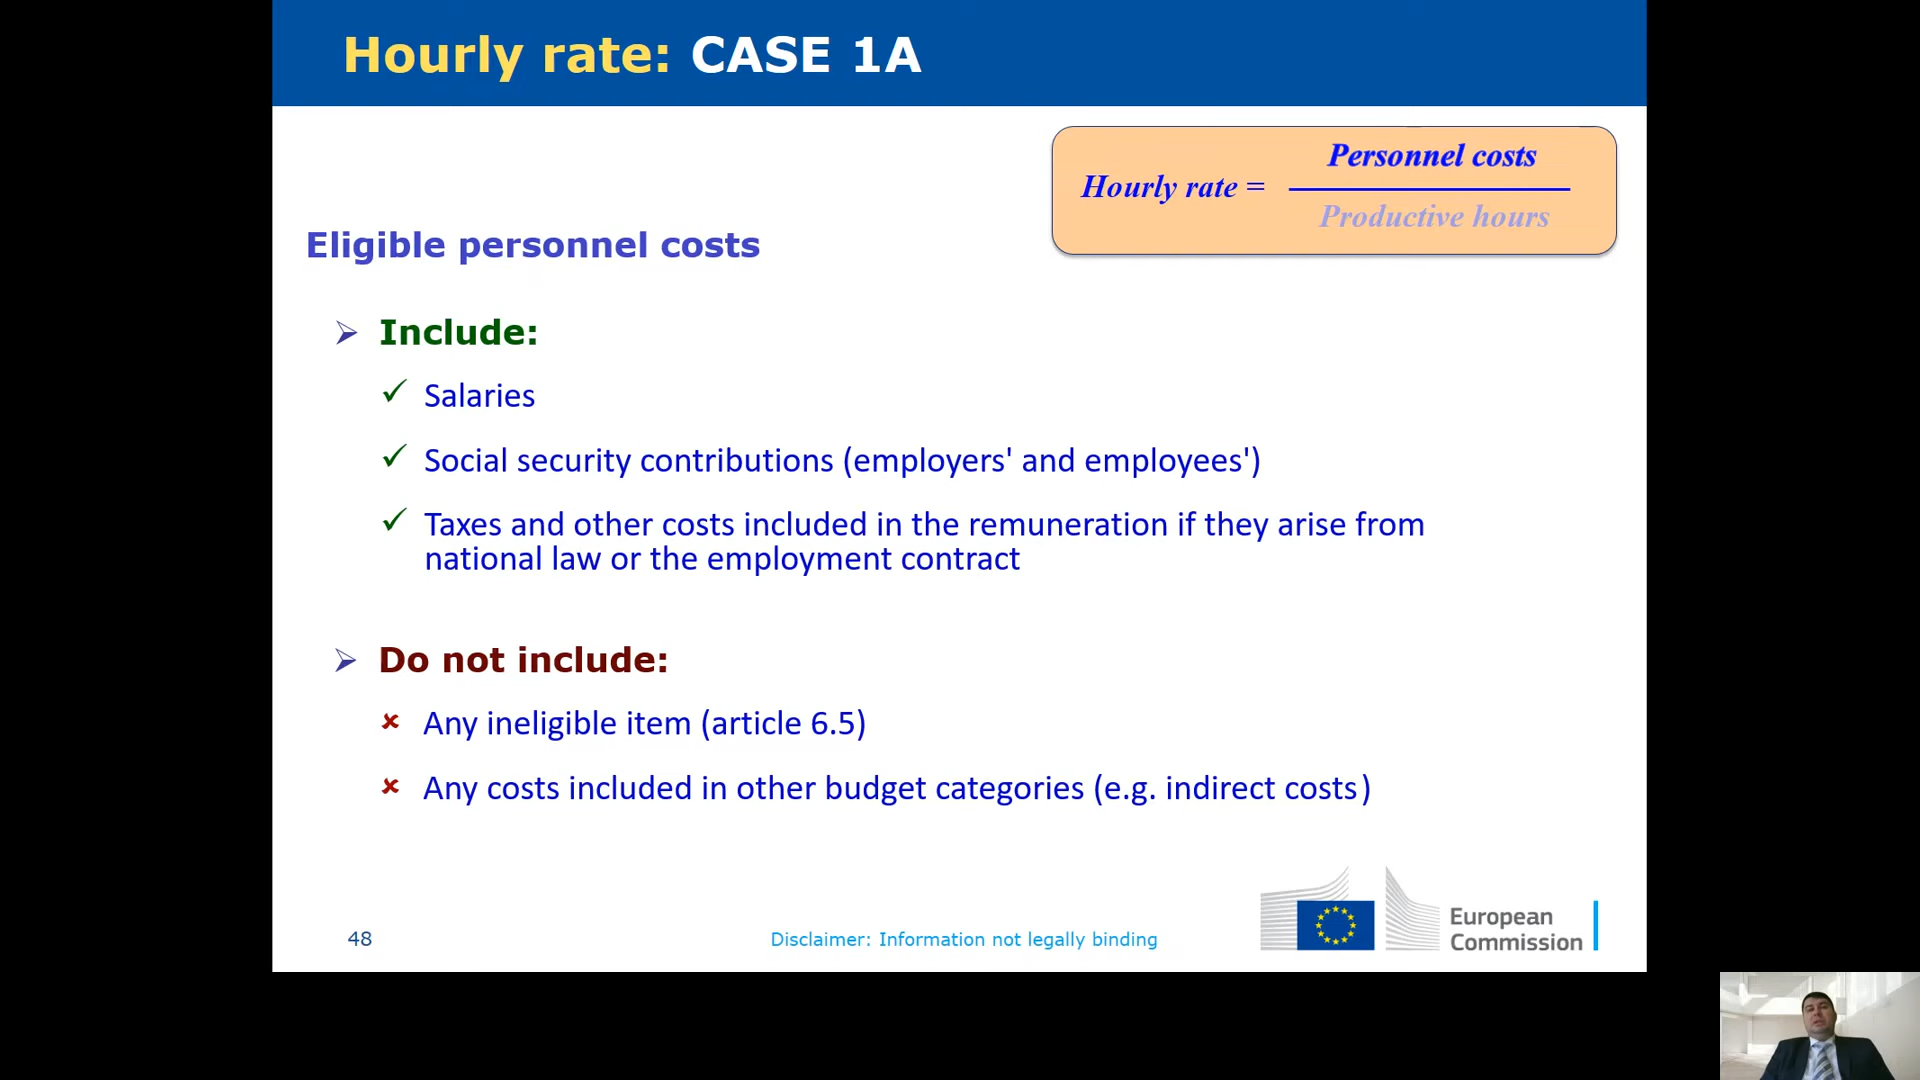 Hourly rate: CASE 1A
Hourly rate =
Personnel costs
Productive hours
Eligible personnel costs
Include:
Salaries
Social security contributions (employers' and employees')
Taxes and other costs included in the remuneration if they arise from
national law or the employment contract
Do not include:
Any ineligible item (article 6.5)
Any costs included in other budget categories (e.g. indirect costs)
48
Disclaimer: Information not legally binding
European
Commission